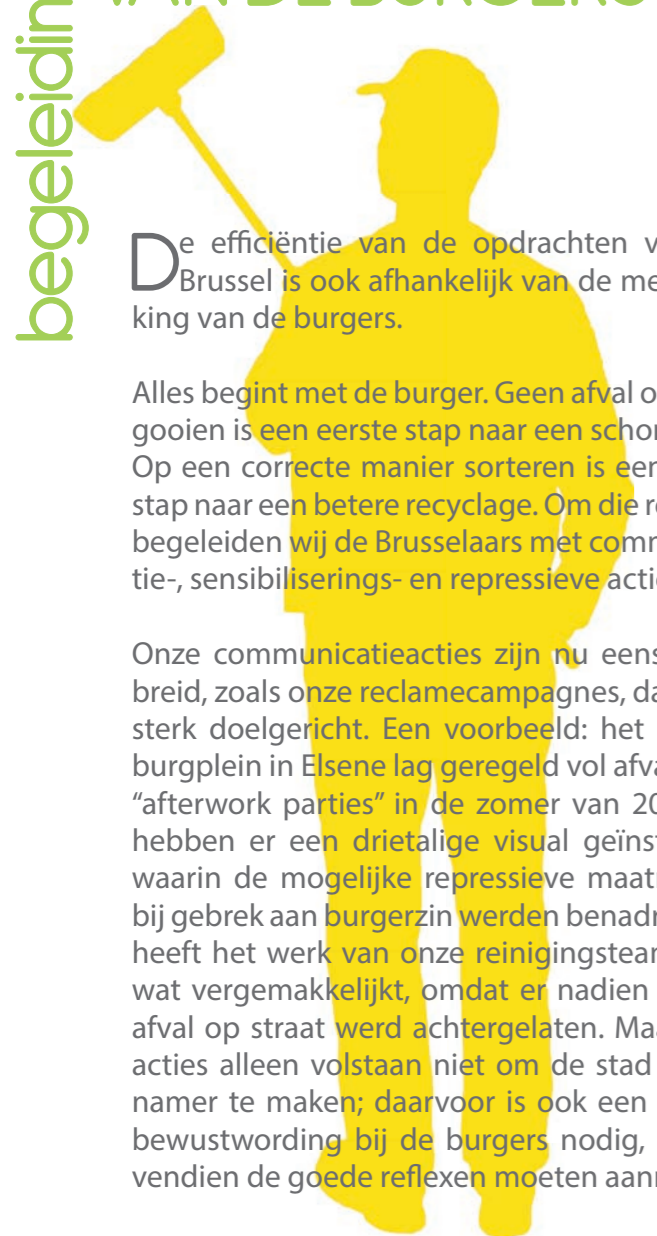 begeleidin
VAN DE BURGERS
De efficiëntie van de opdrachten v
Brussel is ook afhankelijk van de me
king van de burgers.
Alles begint met de burger. Geen afval o
gooien is een eerste stap naar een schon
Op een correcte manier sorteren is een
stap naar een betere recyclage. Om die re
begeleiden wij de Brusselaars met comm
tie-, sensibiliserings- en repressieve actie
Onze communicatieacties zijn nu eens
breid, zoals onze reclamecampagnes, da
sterk doelgericht. Een voorbeeld: het
burgplein in Elsene lag geregeld vol afva
“afterwork parties” in de zomer van 20
hebben er een drietalige visual geïnst
waarin de mogelijke repressieve maatr
bij gebrek aan burgerzin werden benadr
heeft het werk van onze reinigingstean
wat vergemakkelijkt, omdat er nadien
afval op straat werd achtergelaten. Maa
acties alleen volstaan niet om de stad
namer te maken; daarvoor is ook een
bewustwording bij de burgers nodig,
vendien de goede reflexen moeten aann